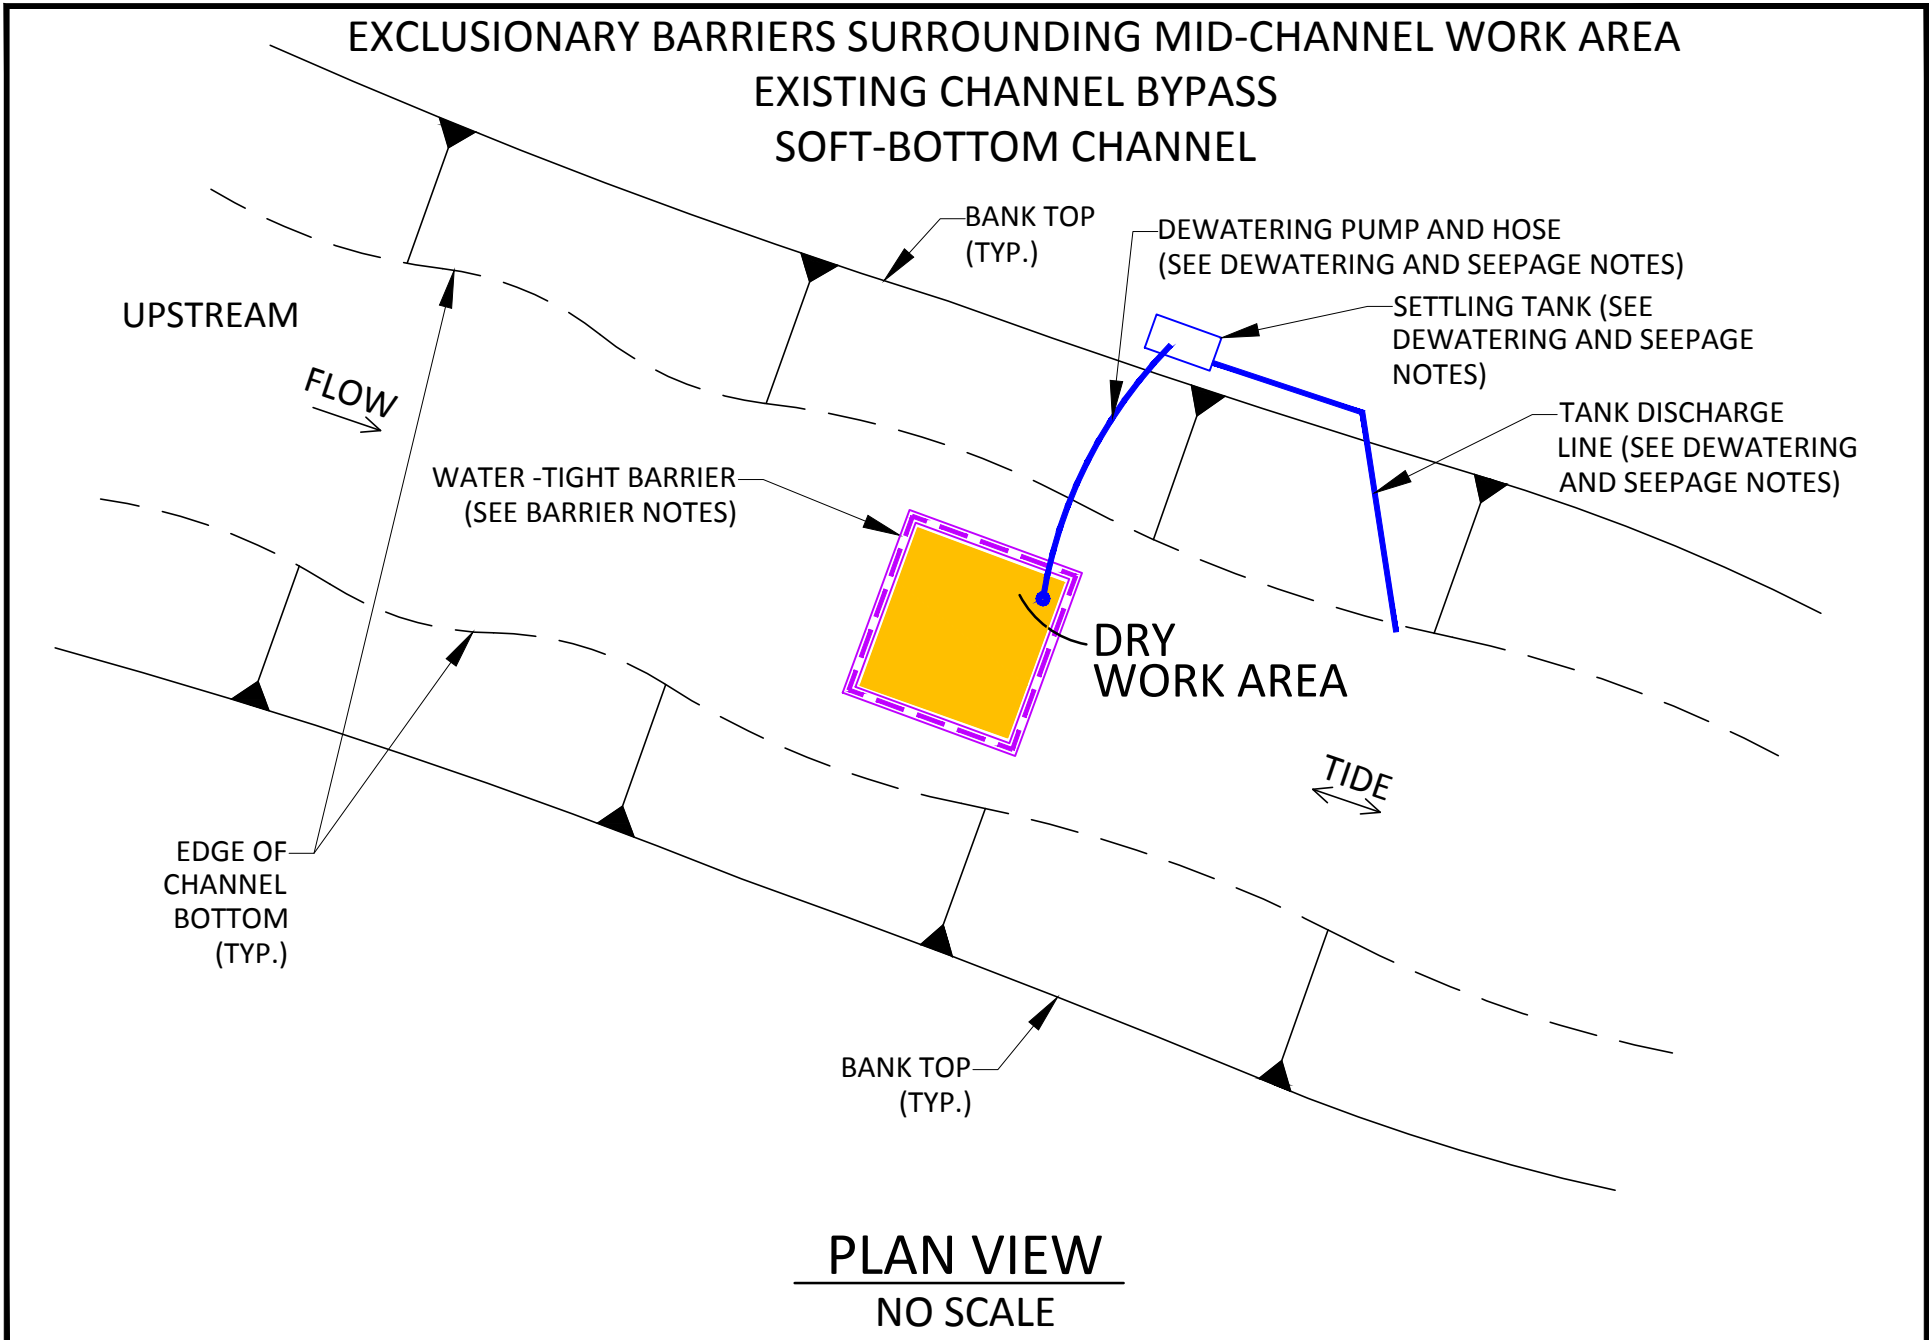 EXCLUSIONARY BARRIERS SURROUNDING MID-CHANNEL WORK AREA
EXISTING CHANNEL BYPASS
SOFT-BOTTOM CHANNEL
BANK TOP
(TYP.)
DEWATERING PUMP AND HOSE
(SEE DEWATERING AND SEEPAGE NOTES)
SETTLING TANK (SEE
DEWATERING AND SEEPAGE
NOTES)
UPSTREAM
FLOW
TANK DISCHARGE
LINE (SEE DEWATERING
AND SEEPAGE NOTES)
WATER -TIGHT BARRIER
(SEE BARRIER NOTES)
DRY
WORK AREA
TIDE
EDGE OF
CHANNEL
BOTTOM
(TYP.)
BANK TOP
(TYP.)
PLAN VIEW
NO SCALE